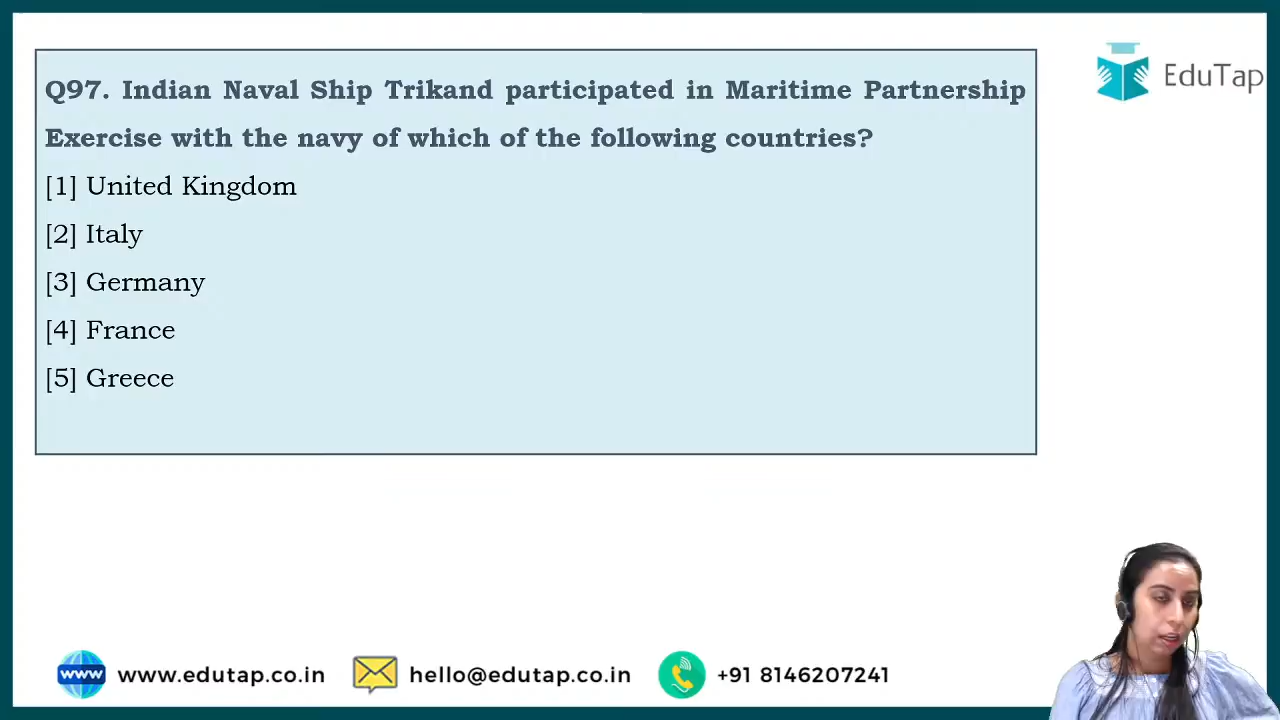 Q97. Indian Naval Ship Trikand participated in Maritime Partnership
Exercise with the navy of which of the following countries?
[1] United Kingdom
[2] Italy
[3] Germany
[4] France
[5] Greece
EduTap
www www.edutap.co.in hello@edutap.co.in +91 8146207241